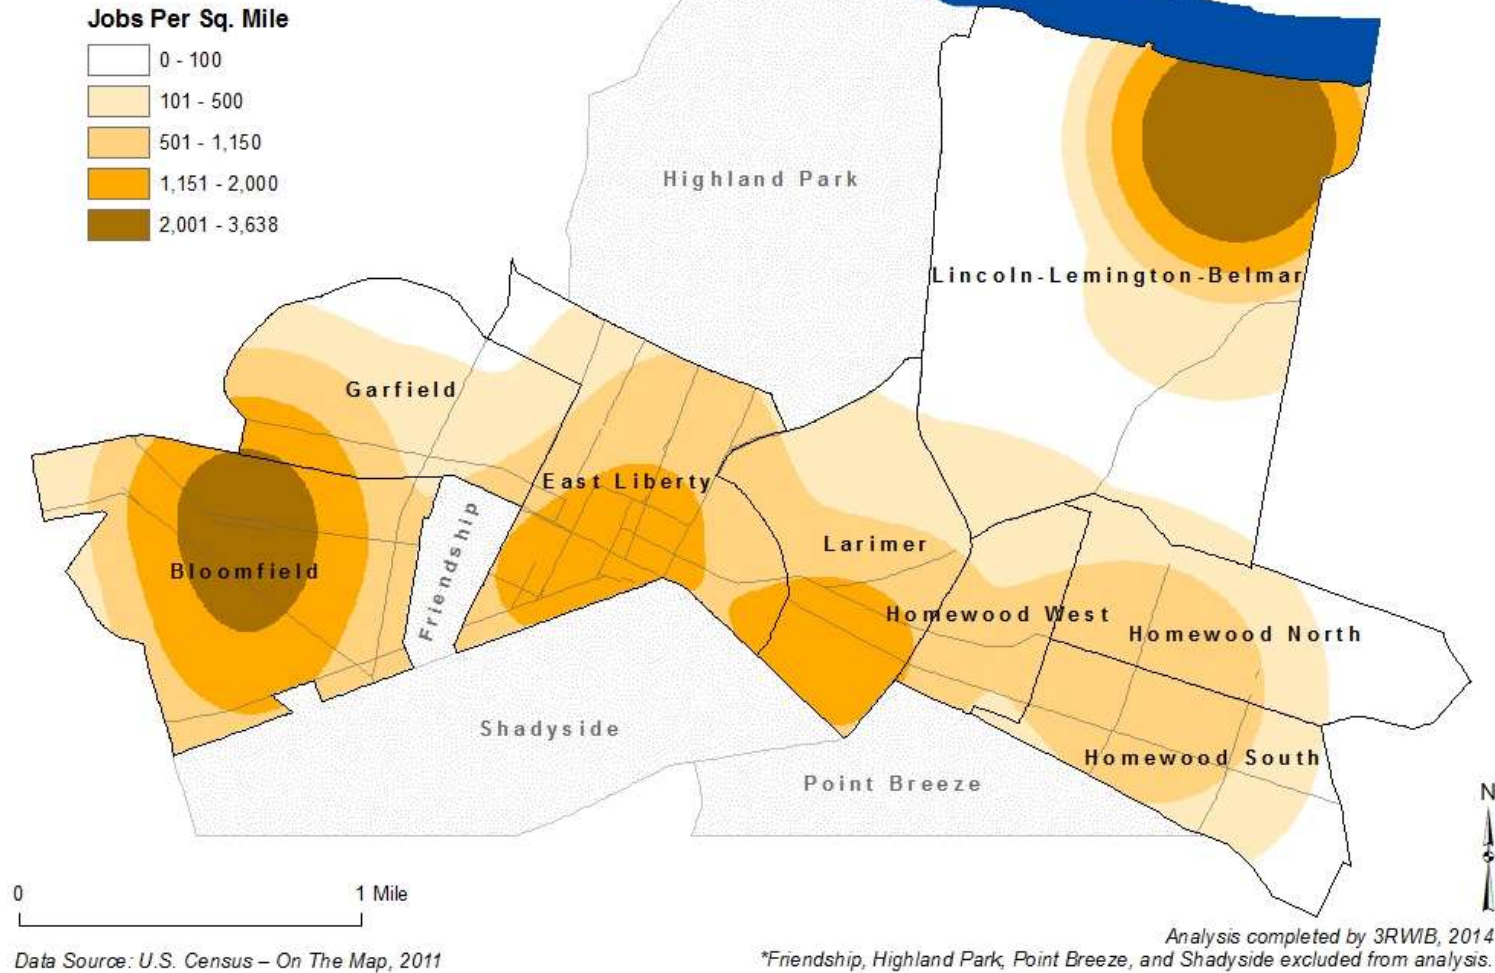 Jobs Per Sq. Mile
0 - 100
101 - 500
501 - 1,150
1,151 - 2,000
2,001 - 3,638
Highland Park
Lincoln-Lemington-Belmar
Garfield
East Liberty
Friendship
Larimer
Bloomfield
Homewood West
Homewood North
Shadyside
Homewood South
Point Breeze
N
0 1 Mile
Analysis completed by 3RWIB, 2014
Data Source: U.S. Census – On The Map, 2011
*Friendship, Highland Park, Point Breeze, and Shadyside excluded from analysis.